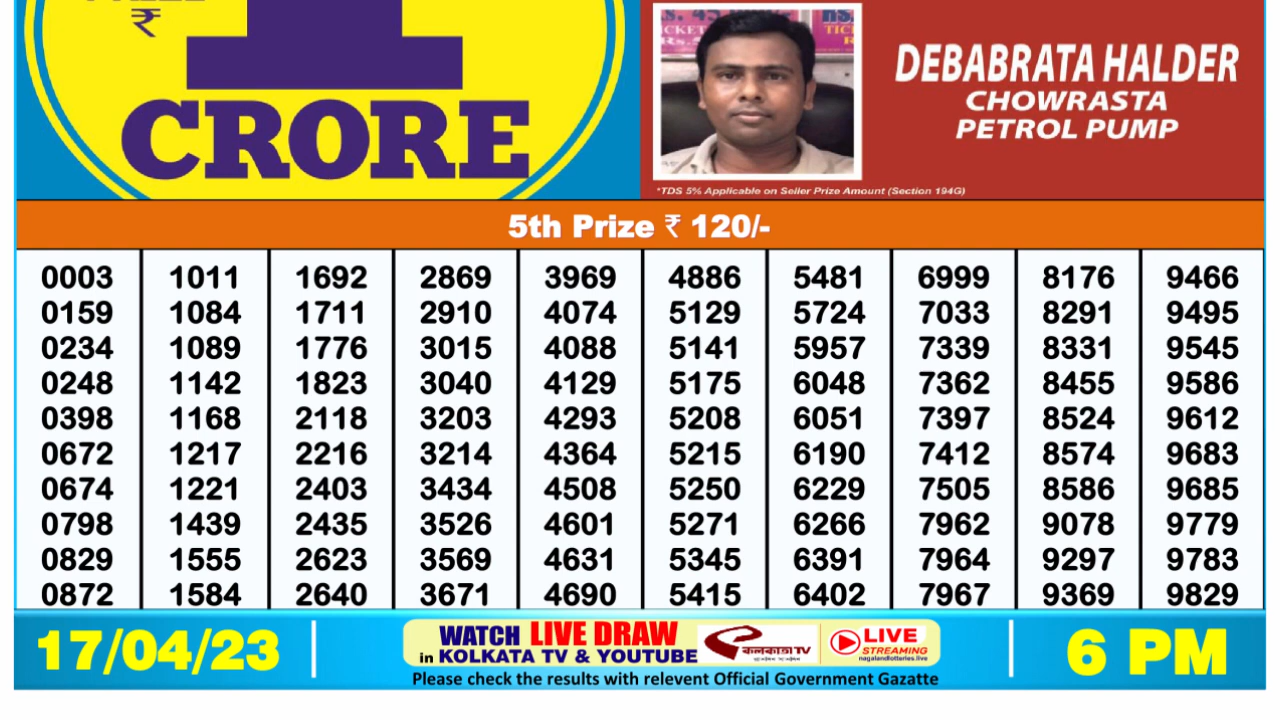 ₹
CRORE
DEBABRATA HALDER
CHOWRASTA
PETROL PUMP
*TDS 5% Applicable on Seller Prize Amount (Section 194G)
5th Prize ₹ 120/-
0003 1011 1692 2869 3969 4886 5481 6999 8176 9466
0159 1084 1711 2910 4074 5129 5724 7033 8291 9495
0234 1089 1776 3015 4088 5141 5957 7339 8331 9545
0248 1142 1823 3040 4129 5175 6048 7362 8455 9586
0398 1168 2118 3203 4293 5208 6051 7397 8524 9612
0672 1217 2216 3214 4364 5215 6190 7412 8574 9683
0674 1221 2403 3434 4508 5250 6229 7505 8586 9685
0798 1439 2435 3526 4601 5271 6266 7962 9078 9779
0829 1555 2623 3569 4631 5345 6391 7964 9297 9783
0872 1584 2640 3671 4690 5415 6402 7967 9369 9829
17/04/23
WATCH LIVE DRAW
in KOLKATA TV & YOUTUBE
কলকাতা TV
LIVE
STREAMING
nagalandlotteries.live
Please check the results with relevent Official Government Gazatte
6 PM